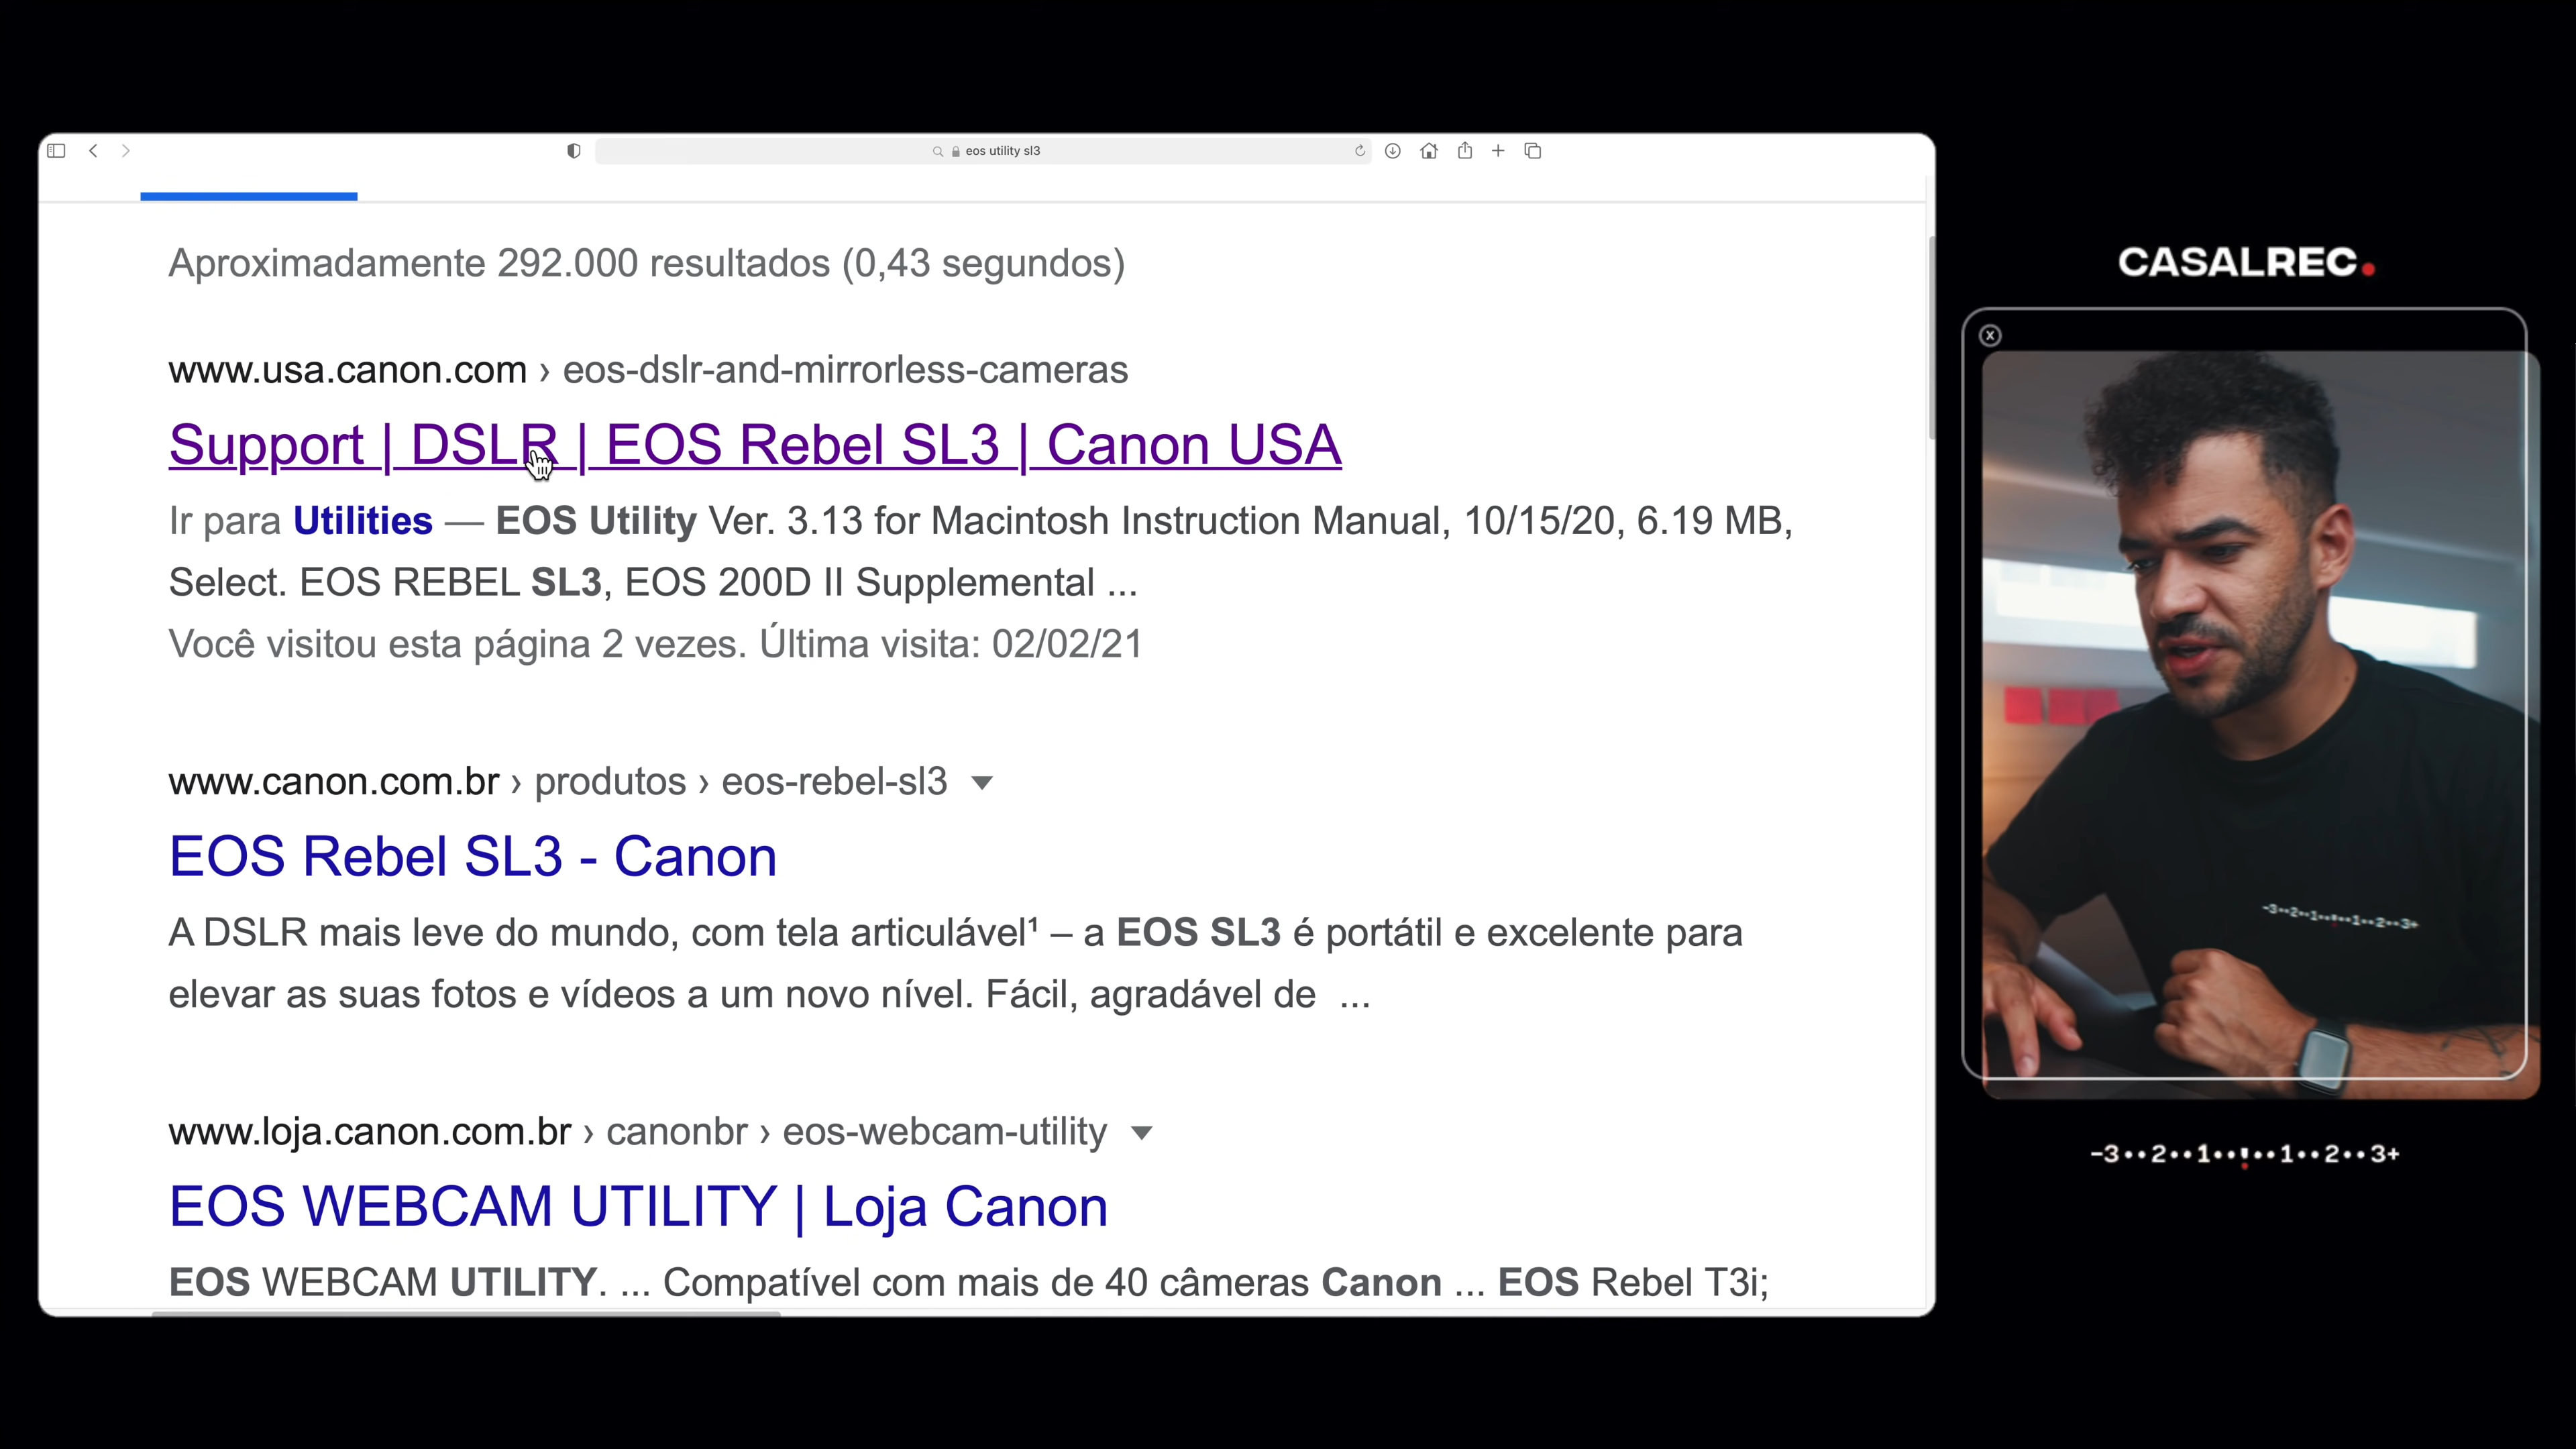 eos utility sl3
Aproximadamente 292.000 resultados (0,43 segundos)
www.usa.canon.com › eos-dslr-and-mirrorless-cameras
Support | DSLR | EOS Rebel SL3 | Canon USA
Ir para Utilities — EOS Utility Ver. 3.13 for Macintosh Instruction Manual, 10/15/20, 6.19 MB,
Select. EOS REBEL SL3, EOS 200D II Supplemental ...
Você visitou esta página 2 vezes. Última visita: 02/02/21
www.canon.com.br › produtos › eos-rebel-sl3
EOS Rebel SL3 - Canon
A DSLR mais leve do mundo, com tela articulável¹ – a EOS SL3 é portátil e excelente para
elevar as suas fotos e vídeos a um novo nível. Fácil, agradável de ...
www.loja.canon.com.br › canonbr › eos-webcam-utility
EOS WEBCAM UTILITY | Loja Canon
EOS WEBCAM UTILITY. ... Compatível com mais de 40 câmeras Canon ... EOS Rebel T3i;
CASALREC.
x
-3••2••1••!••1••2••3+
-3••2••1••!••1••2••3+